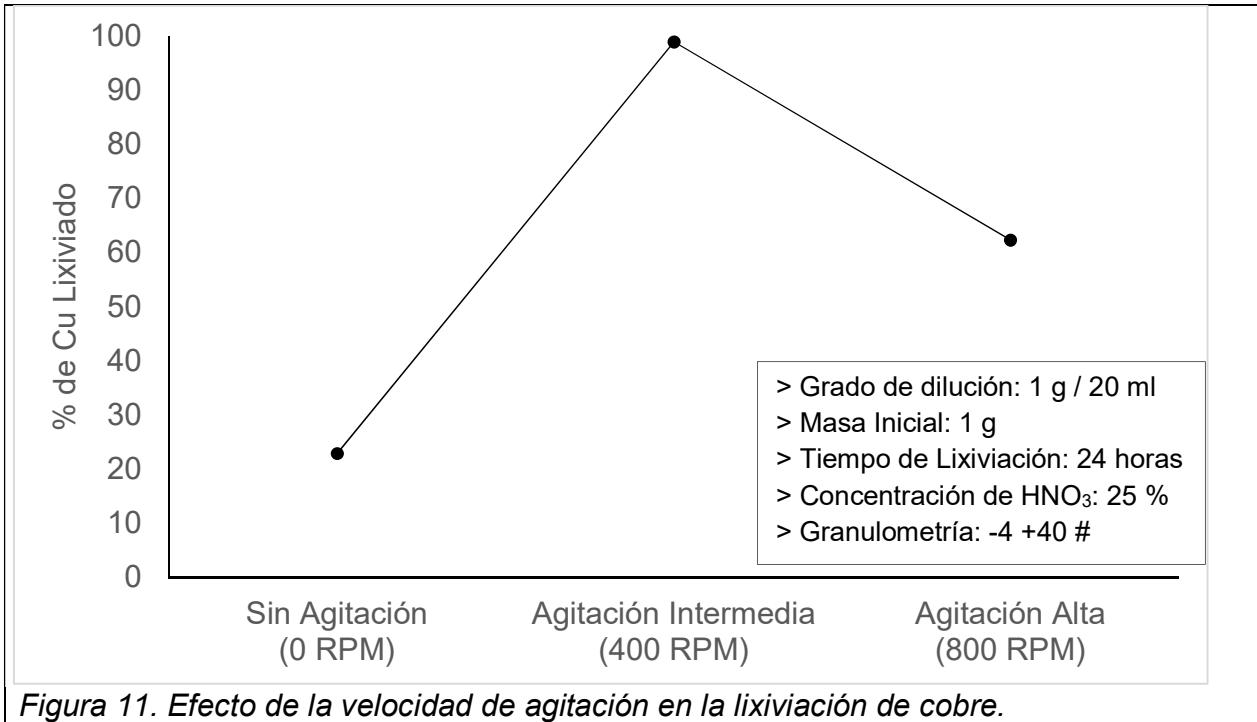 100
90
80
70
60
50
40
30
20
10
0
% de Cu Lixiviado
> Grado de dilución: 1 g / 20 ml
> Masa Inicial: 1 g
> Tiempo de Lixiviación: 24 horas
> Concentración de HNO₃: 25 %
> Granulometría: -4 +40 #
Sin Agitación
(0 RPM)
Agitación Intermedia
(400 RPM)
Agitación Alta
(800 RPM)
Figura 11. Efecto de la velocidad de agitación en la lixiviación de cobre.